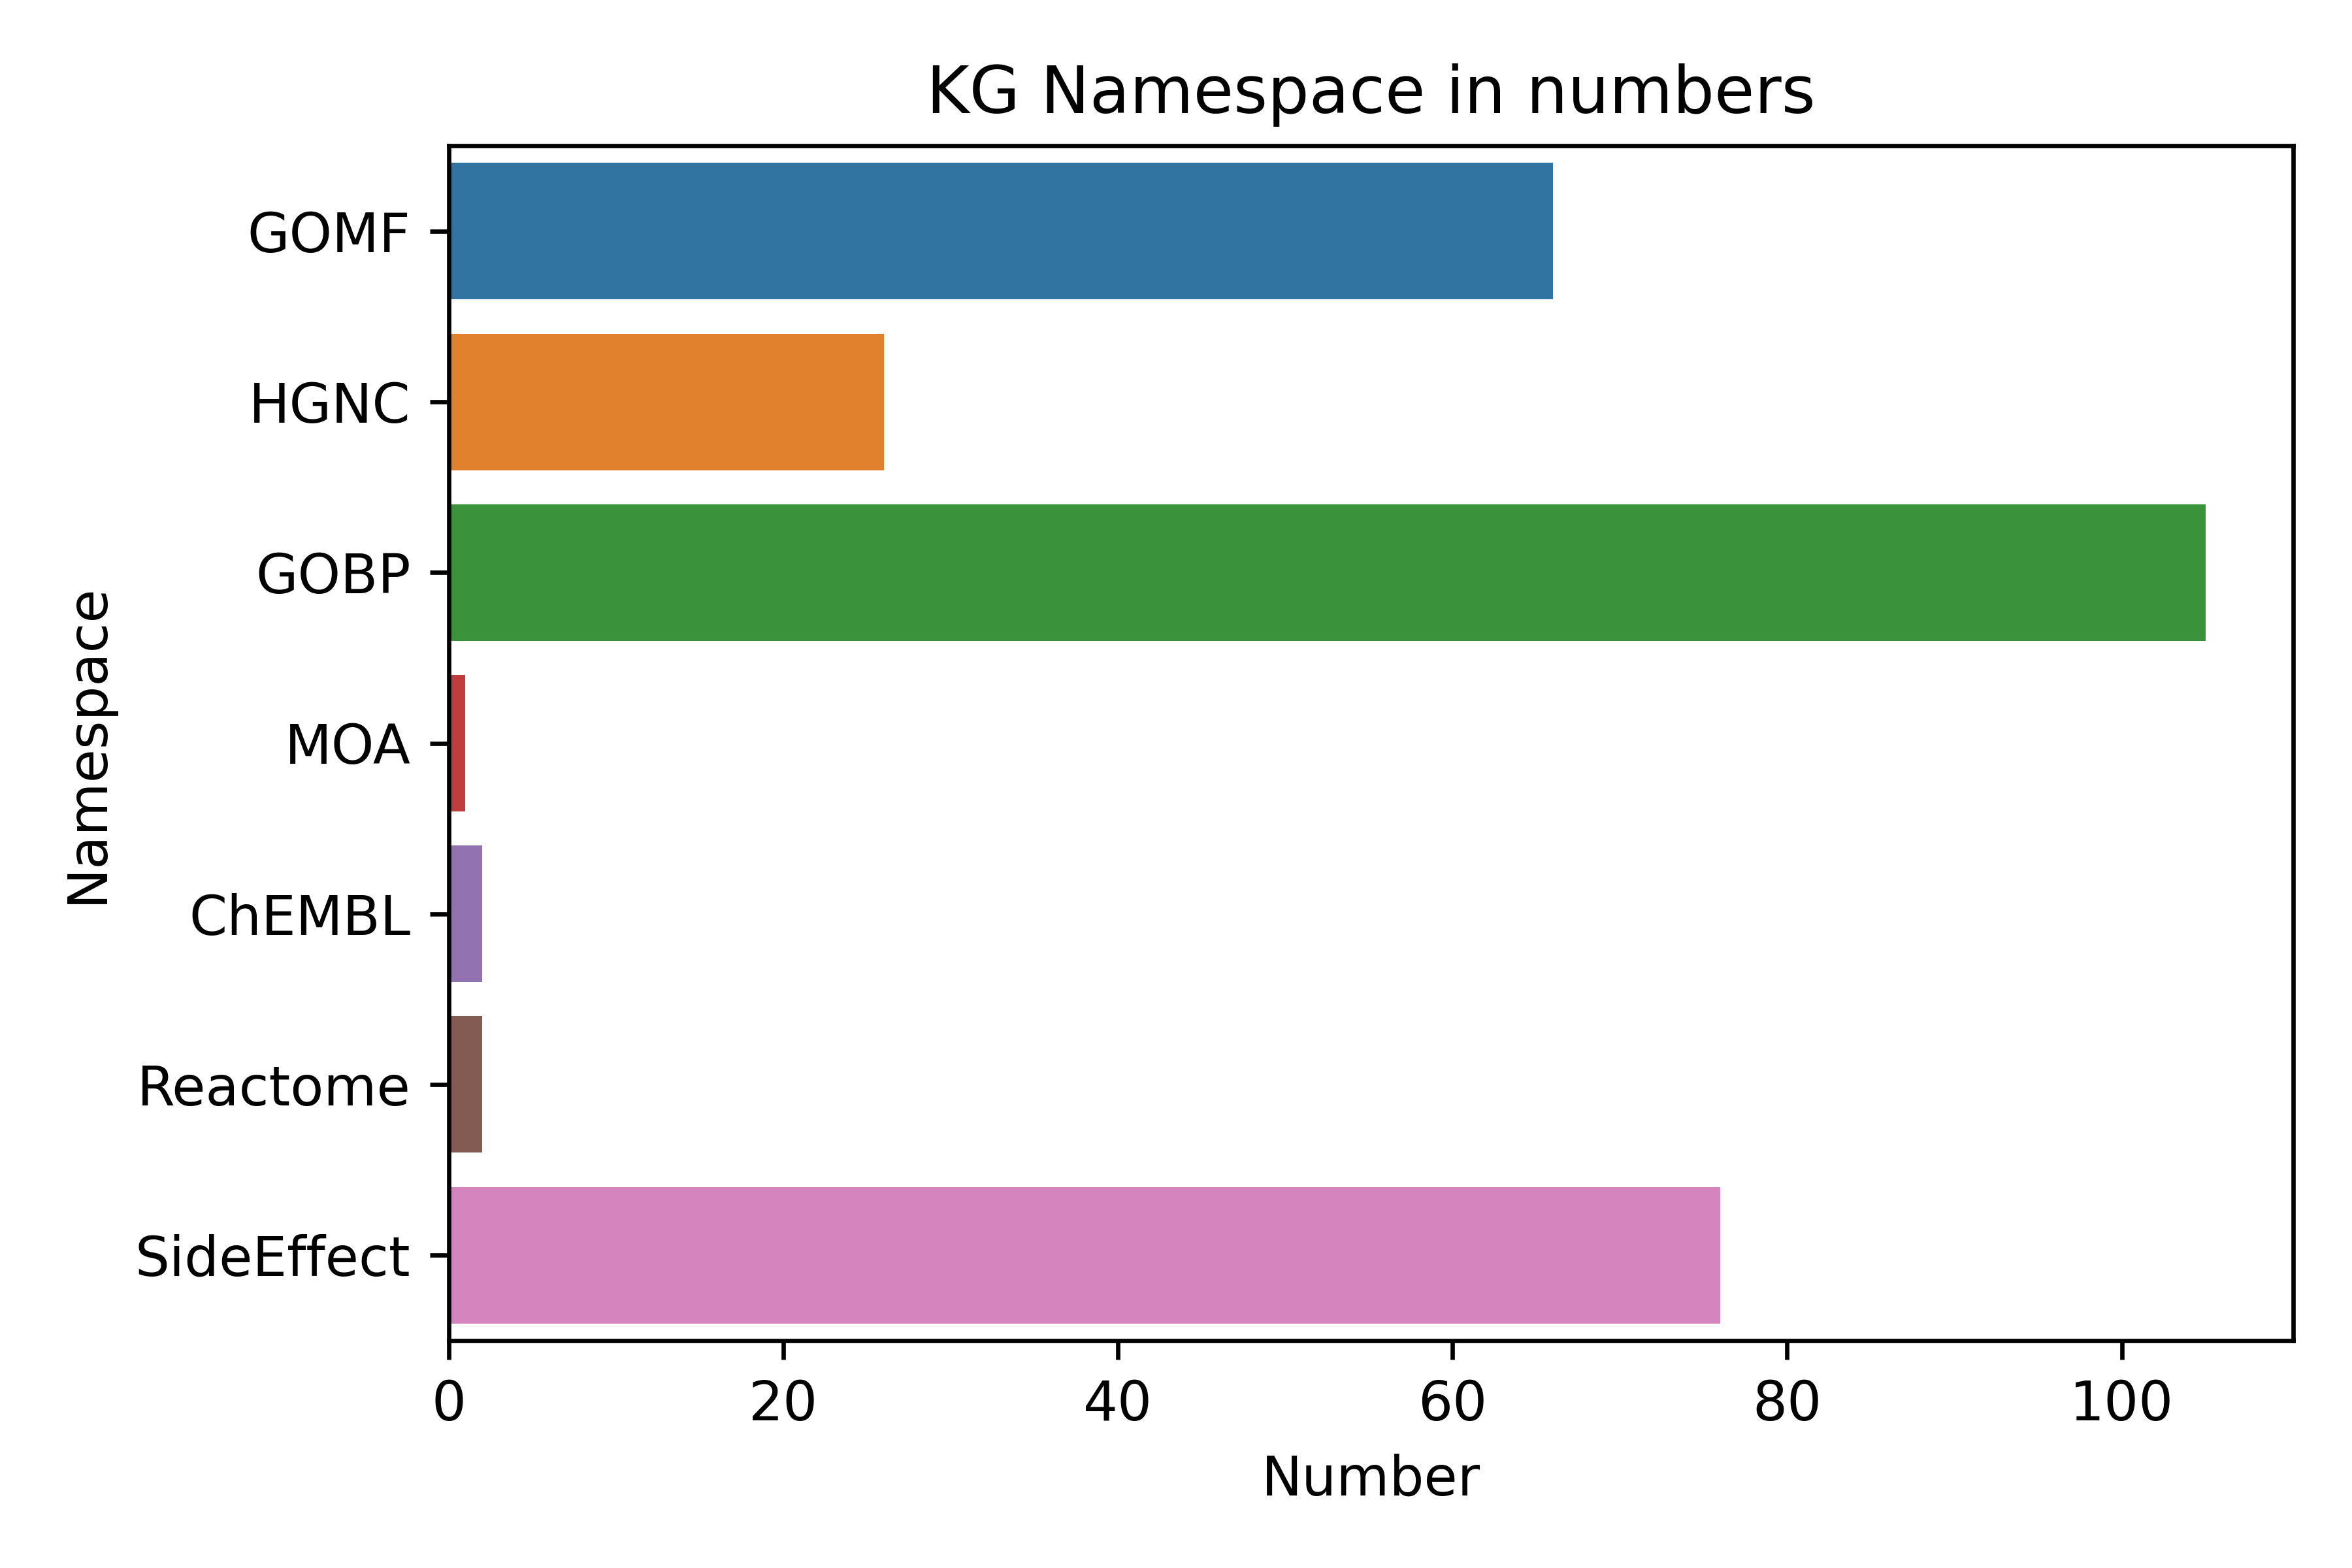 KG Namespace in numbers
GOMF
HGNC
GOBP
MOA
ChEMBL
Reactome
SideEffect
Namespace
0 20 40 60 80 100
Number